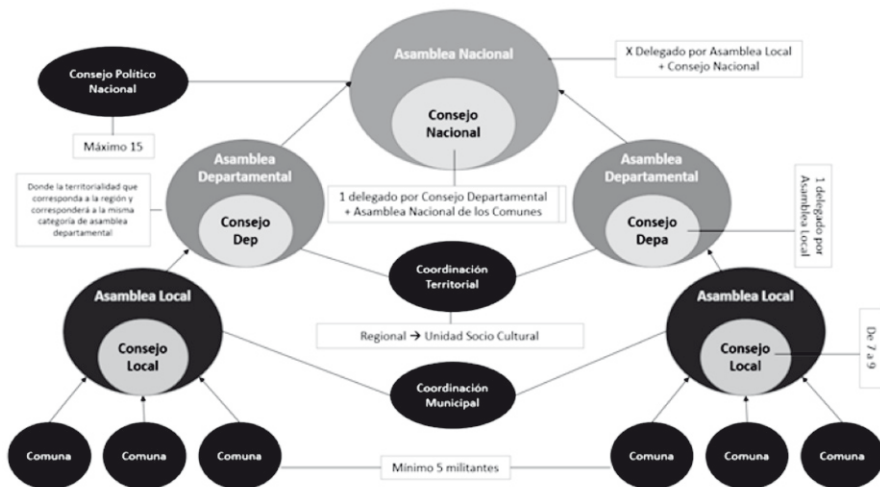 Asamblea Nacional
X Delegado por Asamblea Local
+ Consejo Nacional
Consejo Político
Nacional
Consejo
Nacional
Máximo 15
Asamblea
Departamental
Asamblea
Departamental
Donde la territorialidad que
corresponda a la región y
corresponderá a la misma
categoría de asamblea
departamental
1 delegado por Consejo Departamental
+ Asamblea Nacional de los Comunes
1 delegado por
Asamblea Local
Consejo
Dep
Consejo
Depa
Coordinación
Territorial
Asamblea Local
Asamblea Local
Regional → Unidad Socio Cultural
Consejo
Local
Consejo
Local
De 7 a 9
Coordinación
Municipal
Comuna
Comuna
Comuna
Mínimo 5 militantes
Comuna
Comuna
Comuna